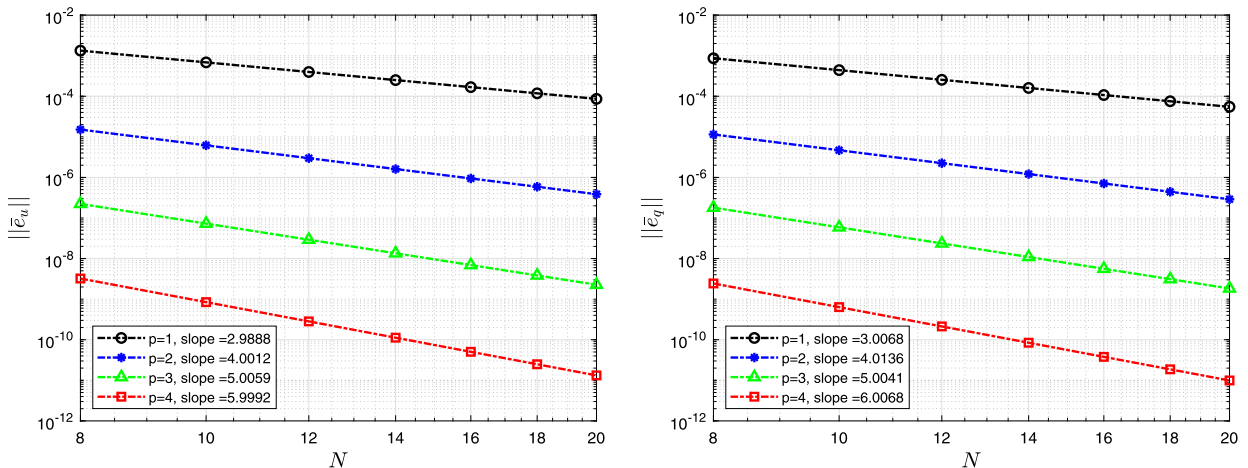 10^-2
10^-4
10^-6
10^-8
10^-10
10^-12
||ē_u||
p=1, slope =2.9888
p=2, slope =4.0012
p=3, slope =5.0059
p=4, slope =5.9992
8 10 12 14 16 18 20
N
10^-2
10^-4
10^-6
10^-8
10^-10
10^-12
||ē_q||
p=1, slope =3.0068
p=2, slope =4.0136
p=3, slope =5.0041
p=4, slope =6.0068
8 10 12 14 16 18 20
N